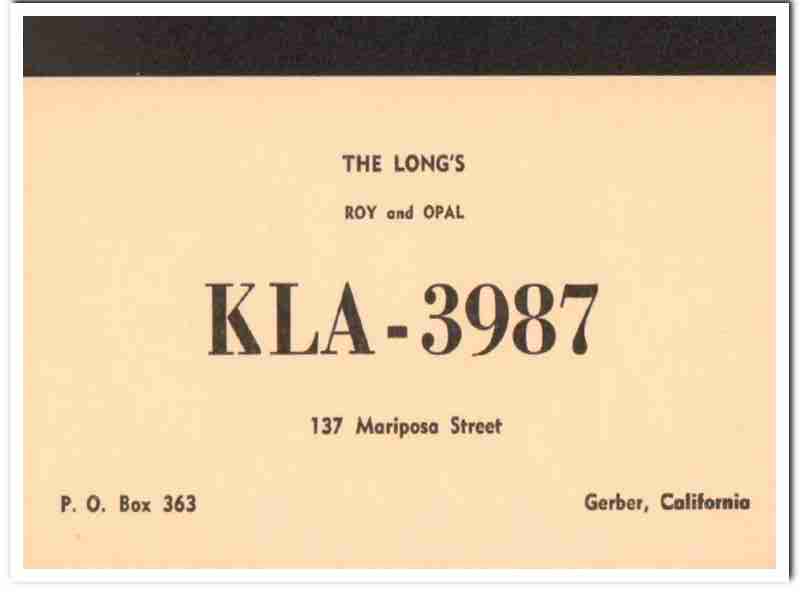 THE LONG'S
ROY and OPAL
KLA-3987
137 Mariposa Street
P. O. Box 363
Gerber, California